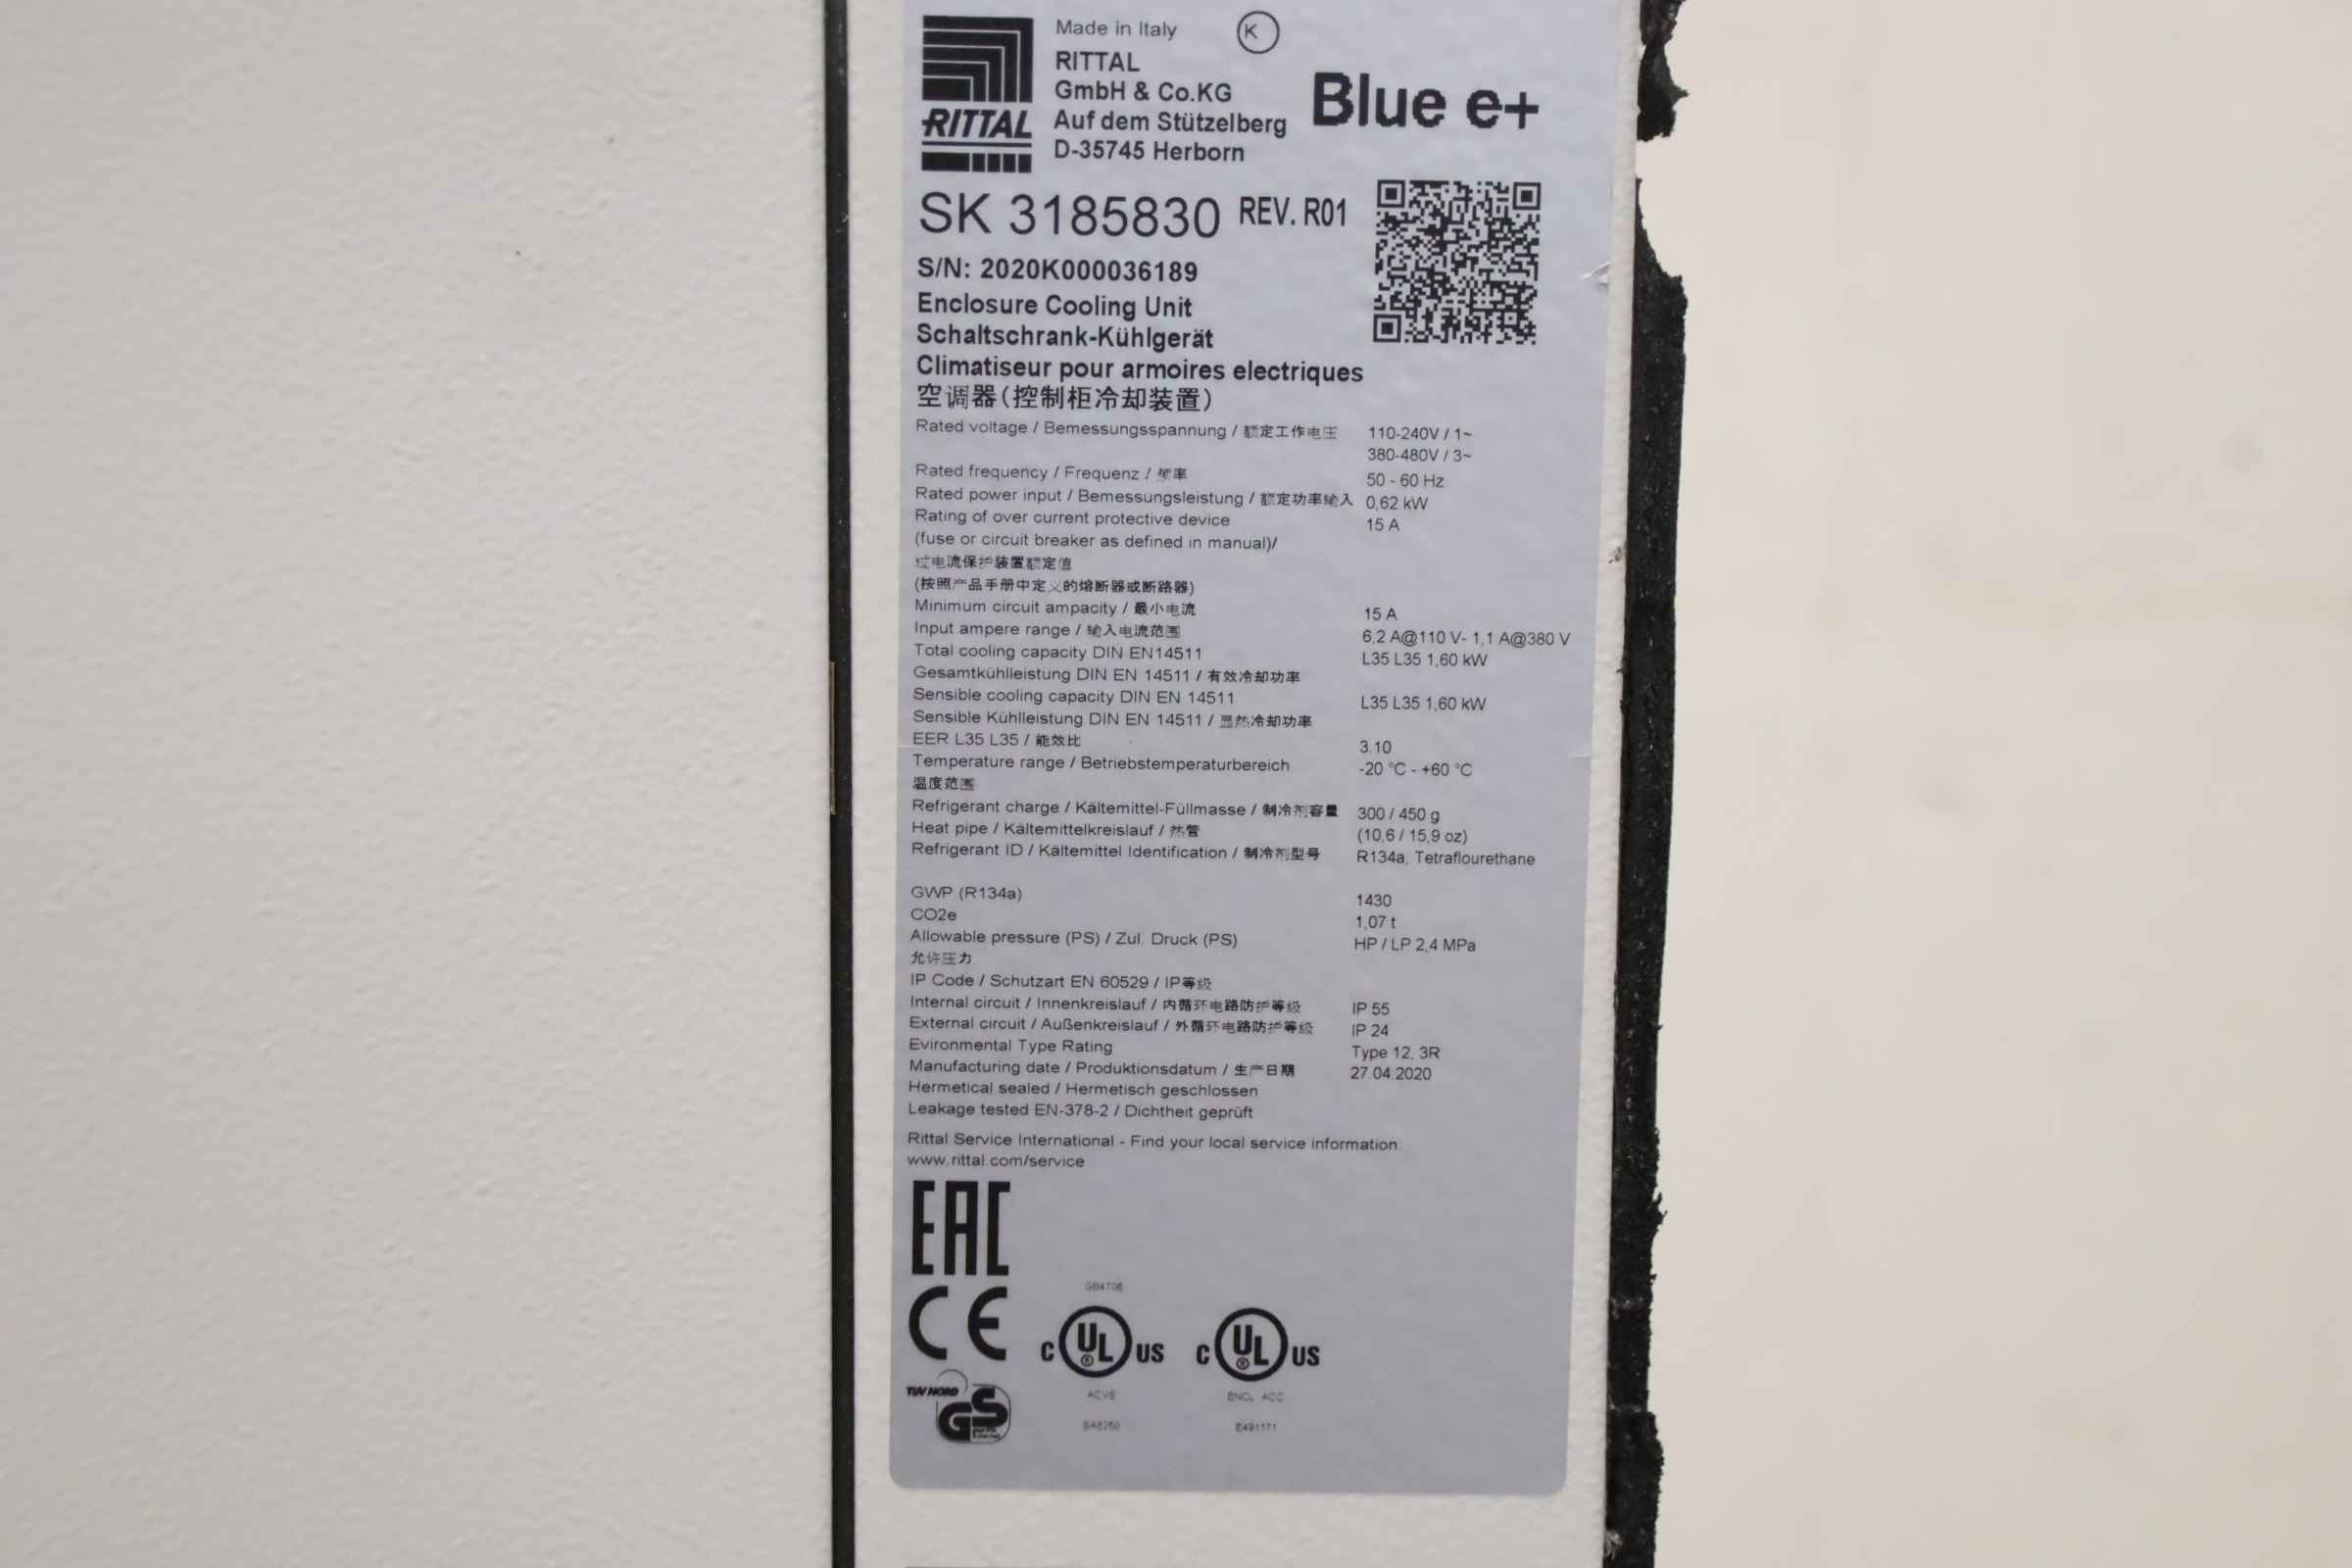 Made in Italy
K
RITTAL
GmbH & Co.KG
Auf dem Stützelberg
D-35745 Herborn
RITTAL
Blue e+
SK 3185830 REV. R01
S/N: 2020K000036189
Enclosure Cooling Unit
Schaltschrank-Kühlgerät
Climatiseur pour armoires electriques
空调器(控制柜冷却装置)
Rated voltage / Bemessungsspannung / 额定工作电压 110-240V / 1~
380-480V / 3~
Rated frequency / Frequenz / 频率 50 - 60 Hz
Rated power input / Bemessungsleistung / 额定功率输入 0,62 kW
Rating of over current protective device 15 A
(fuse or circuit breaker as defined in manual)/
过电流保护装置额定值
(按照产品手册中定义的熔断器或断路器)
Minimum circuit ampacity / 最小电流 15 A
Input ampere range / 输入电流范围 6,2 A@110 V- 1,1 A@380 V
Total cooling capacity DIN EN14511 L35 L35 1,60 kW
Gesamtkühlleistung DIN EN 14511 / 有效冷却功率
Sensible cooling capacity DIN EN 14511 L35 L35 1,60 kW
Sensible Kühlleistung DIN EN 14511 / 显热冷却功率
EER L35 L35 / 能效比 3.10
Temperature range / Betriebstemperaturbereich -20 °C - +60 °C
温度范围
Refrigerant charge / Kältemittel-Füllmasse / 制冷剂容量 300 / 450 g
Heat pipe / Kältemittelkreislauf / 热管 (10,6 / 15,9 oz)
Refrigerant ID / Kältemittel Identification / 制冷剂型号 R134a, Tetraflourethane
GWP (R134a) 1430
CO2e 1,07 t
Allowable pressure (PS) / Zul. Druck (PS) HP / LP 2,4 MPa
允许压力
IP Code / Schutzart EN 60529 / IP等级
Internal circuit / Innenkreislauf / 内循环电路防护等级 IP 55
External circuit / Außenkreislauf / 外循环电路防护等级 IP 24
Evironmental Type Rating Type 12, 3R
Manufacturing date / Produktionsdatum / 生产日期 27.04.2020
Hermetical sealed / Hermetisch geschlossen
Leakage tested EN-378-2 / Dichtheit geprüft
Rittal Service International - Find your local service information:
www.rittal.com/service
EAC
CE
GB4706
C UL ® US
C UL ® US
ACVS
ENCL ACC
SA8250
E491171
TÜV NORD
GS